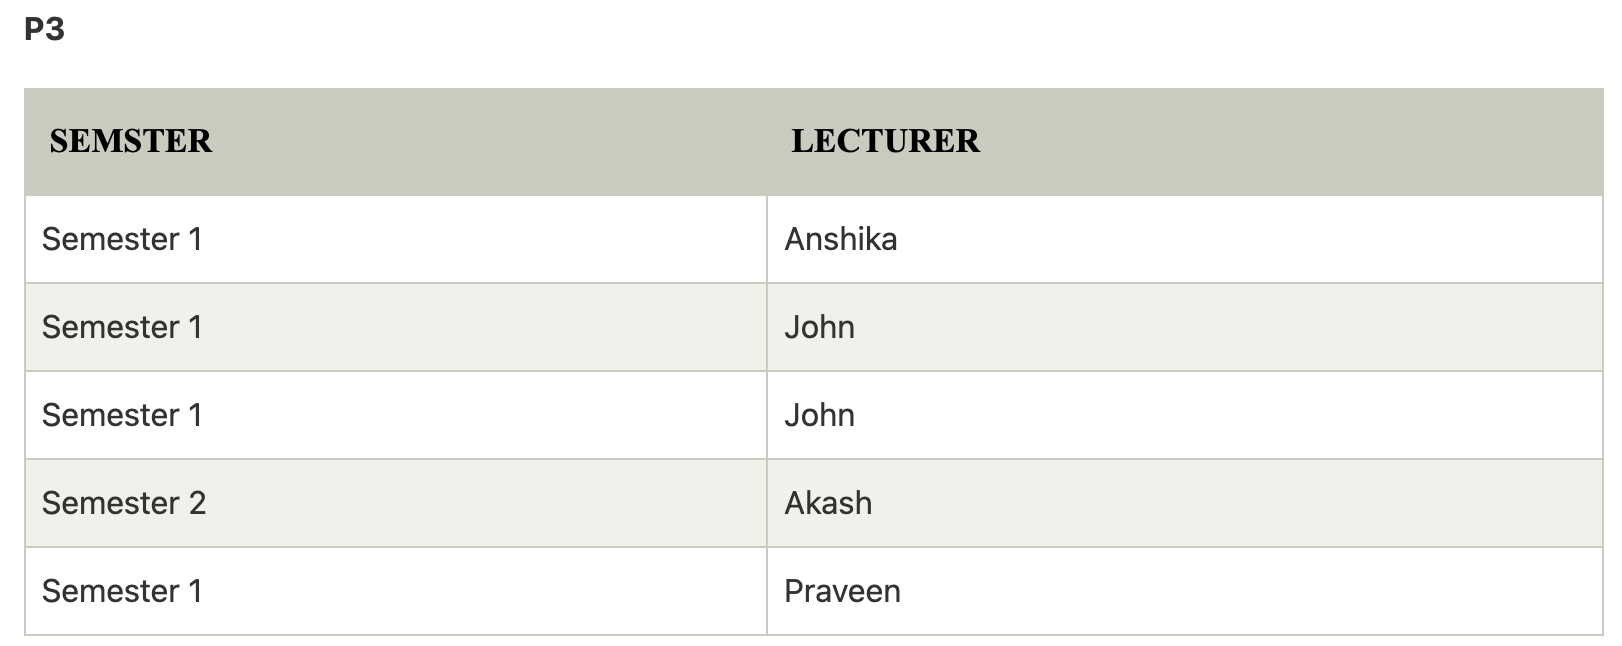 P3
SEMSTER LECTURER
Semester 1 Anshika
Semester 1 John
Semester 1 John
Semester 2 Akash
Semester 1 Praveen